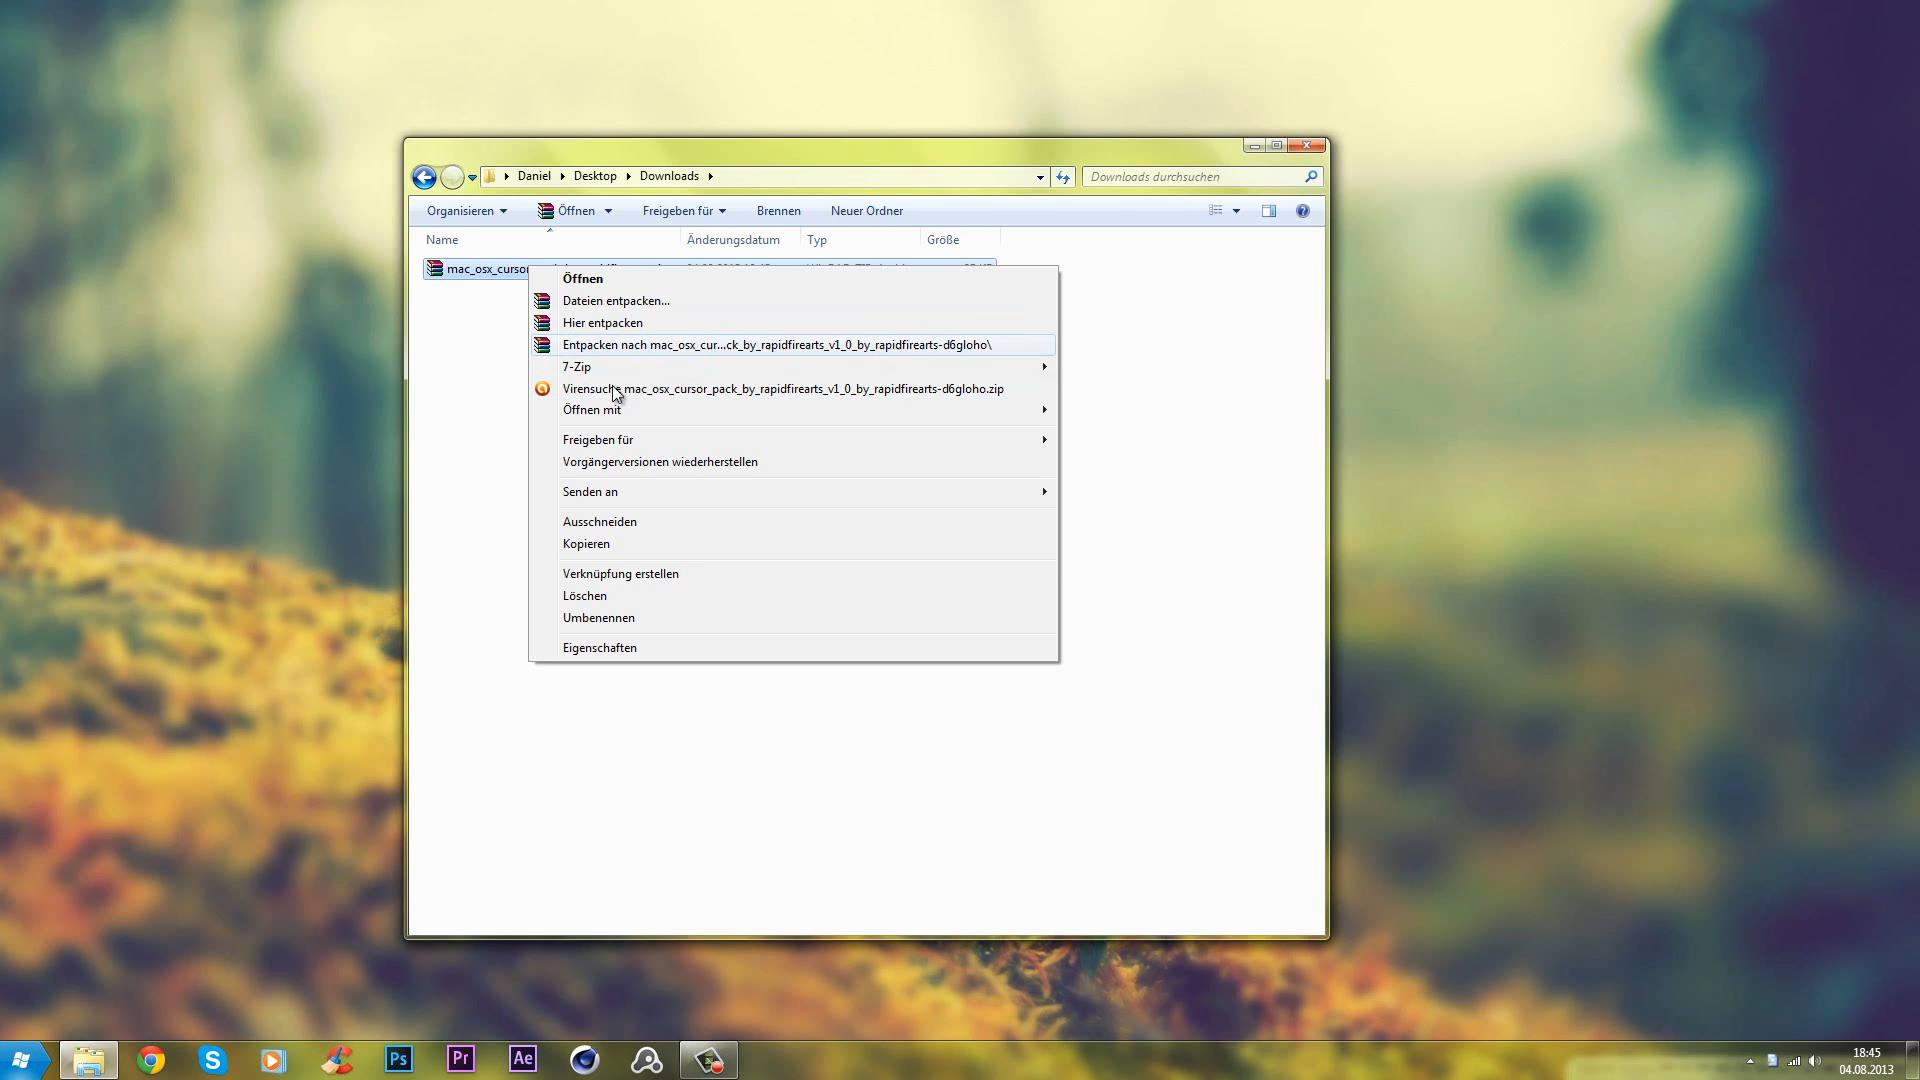 Daniel Desktop Downloads
Downloads durchsuchen
Organisieren Öffnen Freigeben für Brennen Neuer Ordner
Name Änderungsdatum Typ Größe
mac_osx_cursor
Öffnen
Dateien entpacken...
Hier entpacken
Entpacken nach mac_osx_cur...ck_by_rapidfirearts_v1_0_by_rapidfirearts-d6gloho\
7-Zip
Virensuche mac_osx_cursor_pack_by_rapidfirearts_v1_0_by_rapidfirearts-d6gloho.zip
Öffnen mit
Freigeben für
Vorgängerversionen wiederherstellen
Senden an
Ausschneiden
Kopieren
Verknüpfung erstellen
Löschen
Umbenennen
Eigenschaften
Ps Pr Ae
18:45
04.08.2013